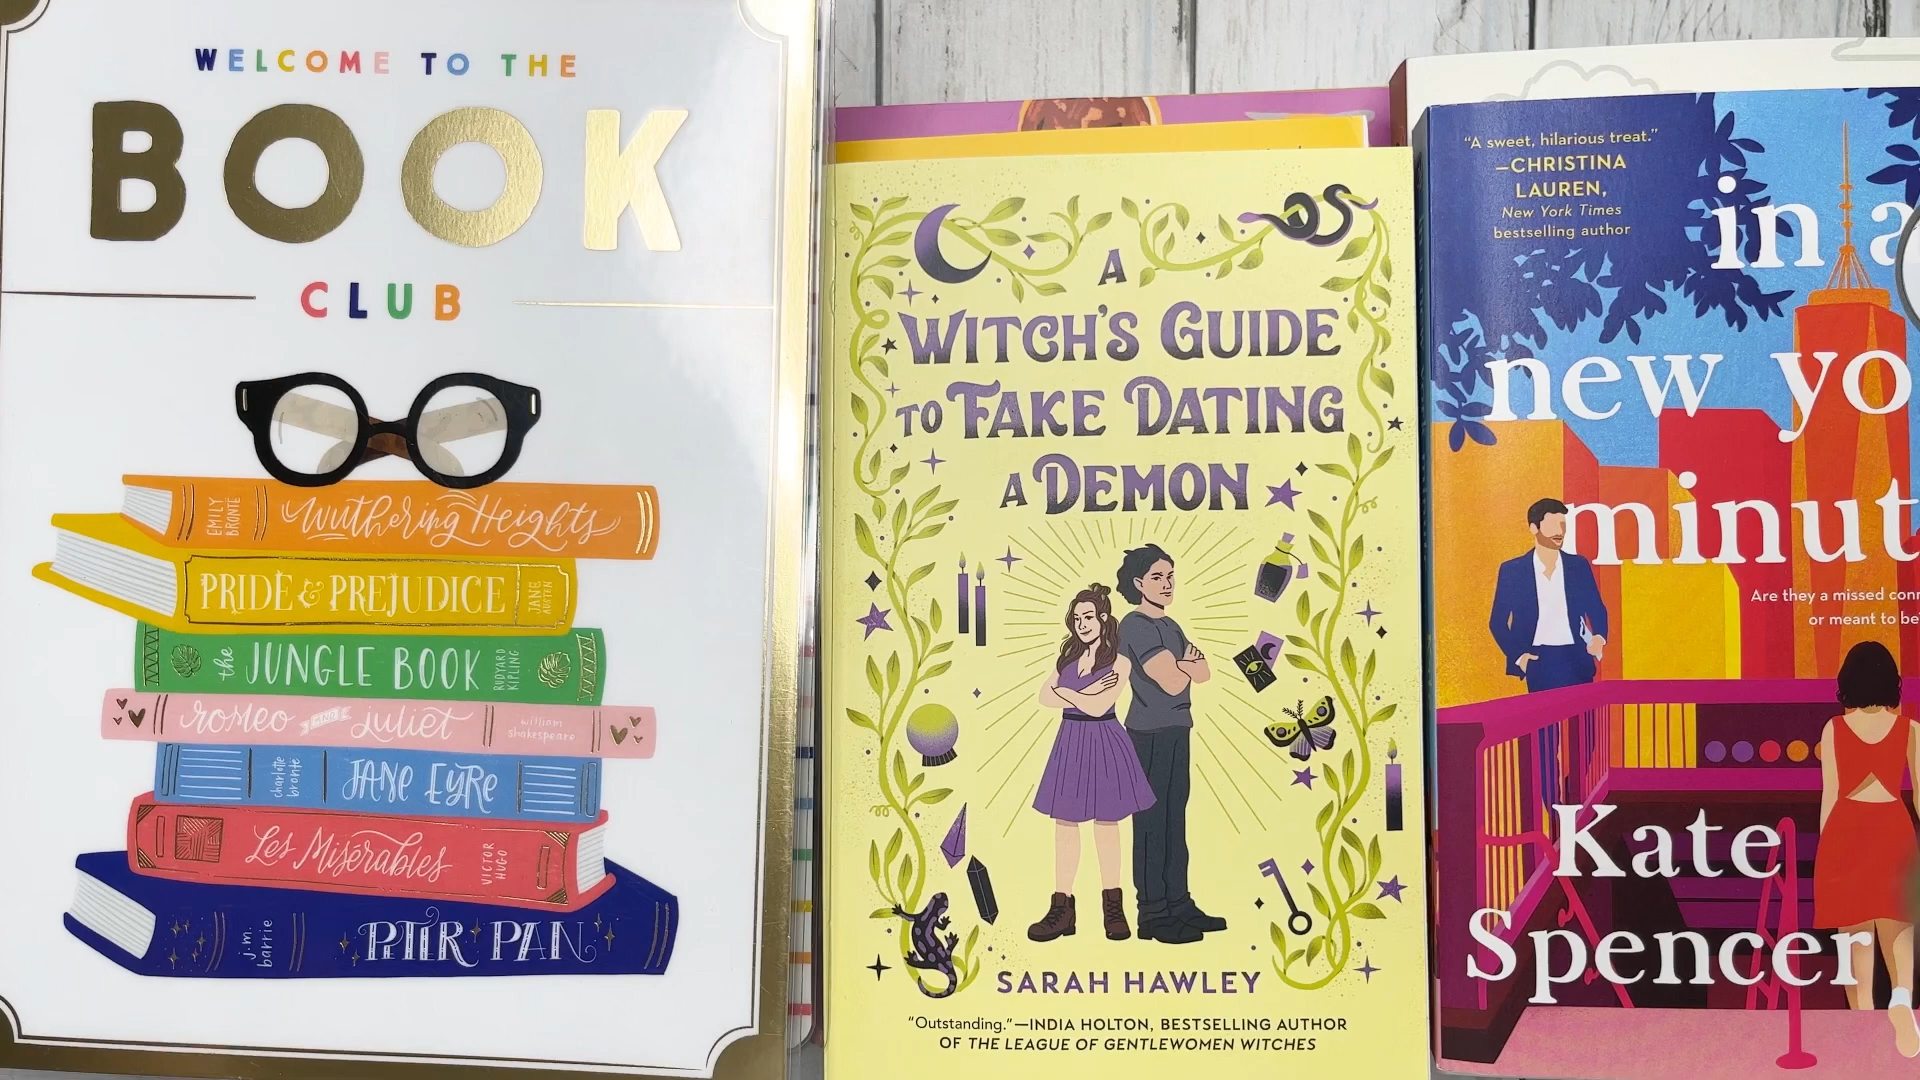 WELCOME TO THE
BOOK
CLUB
EMILY
BRONTË
Wuthering Heights
PRIDE & PREJUDICE
JANE
AUSTEN
the JUNGLE BOOK
RUDYARD
KIPLING
romeo AND juliet
william
shakespeare
charlotte
brontë
JANE EYRE
Les Misérables
VICTOR
HUGO
j.m.
barrie
PETER PAN
A
WITCH'S GUIDE
TO FAKE DATING
A DEMON
SARAH HAWLEY
"Outstanding."—INDIA HOLTON, BESTSELLING AUTHOR
OF THE LEAGUE OF GENTLEWOMEN WITCHES
"A sweet, hilarious treat."
—CHRISTINA
LAUREN,
New York Times
bestselling author
in a
new yo
minut
Are they a missed conn
or meant to be
Kate
Spencer